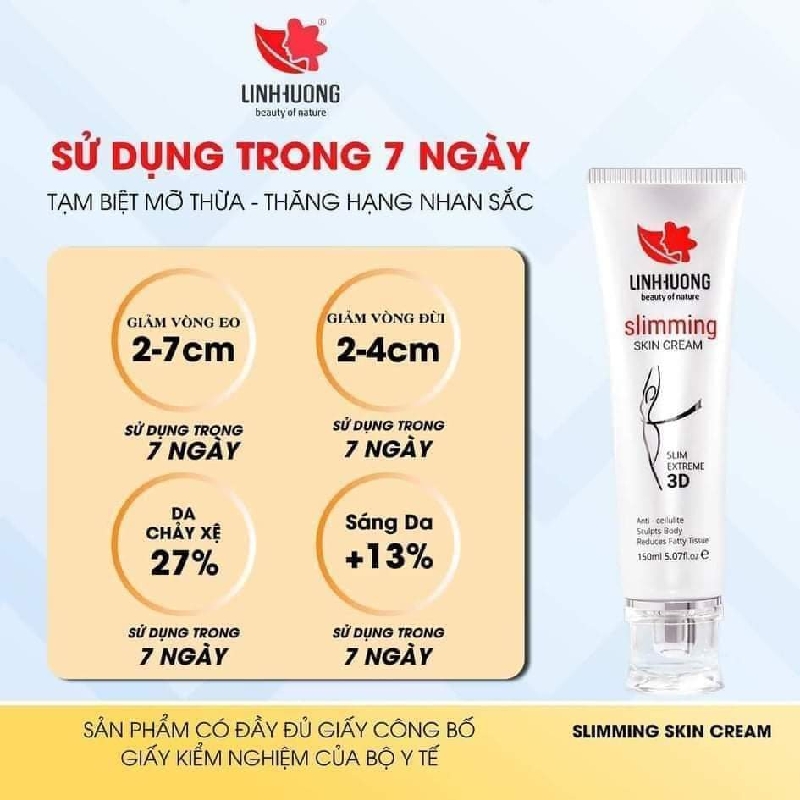 ®
LINHHUONG
beauty of nature
SỬ DỤNG TRONG 7 NGÀY
TẠM BIỆT MỠ THỪA - THĂNG HẠNG NHAN SẮC
GIẢM VÒNG EO
2-7cm
SỬ DỤNG TRONG
7 NGÀY
GIẢM VÒNG ĐÙI
2-4cm
SỬ DỤNG TRONG
7 NGÀY
DA
CHẢY XỆ
27%
SỬ DỤNG TRONG
7 NGÀY
Sáng Da
+13%
SỬ DỤNG TRONG
7 NGÀY
LINHHUONG
beauty of nature
slimming
SKIN CREAM
SLIM
EXTREME
3D
Anti - cellulite
Sculpts Body
Reduces Fatty Tissue
150ml 5.07fl.oz e
SẢN PHẨM CÓ ĐẦY ĐỦ GIẤY CÔNG BỐ
GIẤY KIỂM NGHIỆM CỦA BỘ Y TẾ
SLIMMING SKIN CREAM